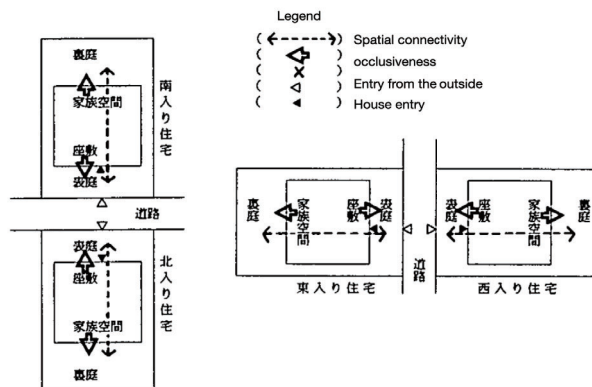 Legend
Spatial connectivity
occlusiveness
Entry from the outside
House entry
裏庭
家族空間
座敷
表庭
南入り住宅
道路
表庭
座敷
家族空間
裏庭
北入り住宅
裏庭
家族空間
座敷
表庭
東入り住宅
道路
表庭
座敷
家族空間
裏庭
西入り住宅